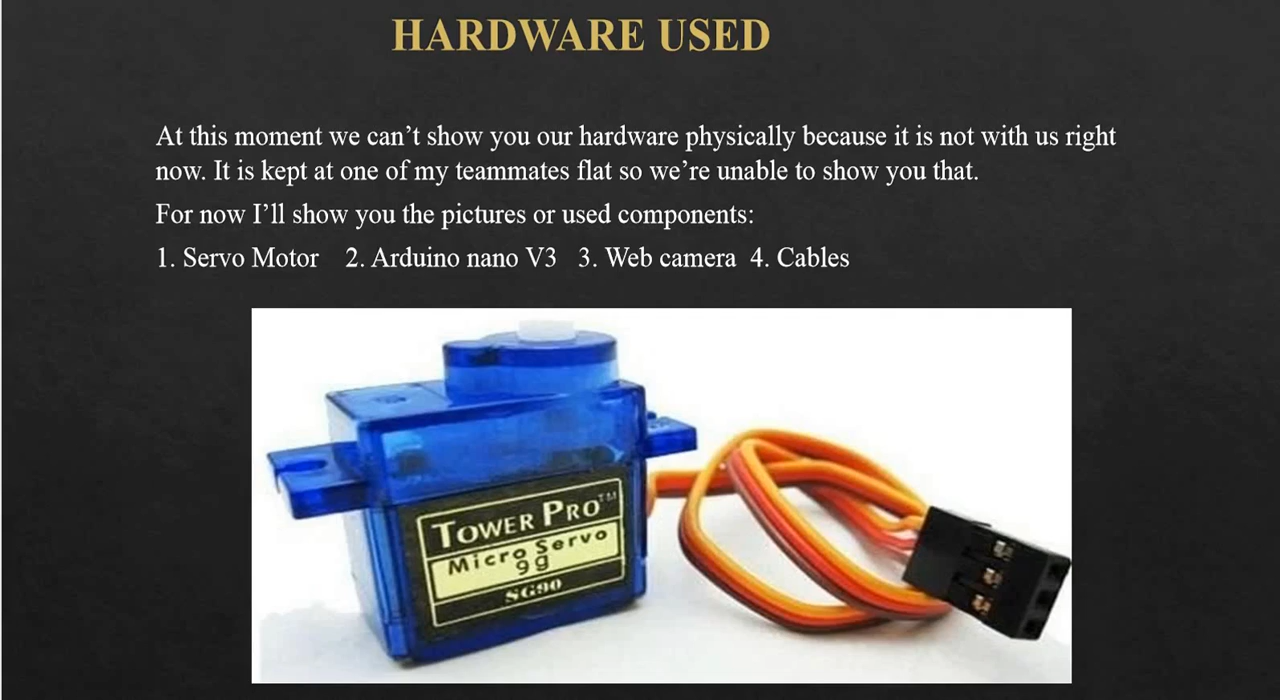 HARDWARE USED
At this moment we can’t show you our hardware physically because it is not with us right
now. It is kept at one of my teammates flat so we’re unable to show you that.
For now I’ll show you the pictures or used components:
1. Servo Motor 2. Arduino nano V3 3. Web camera 4. Cables
TOWER PRO™
Micro Servo
9g
SG90